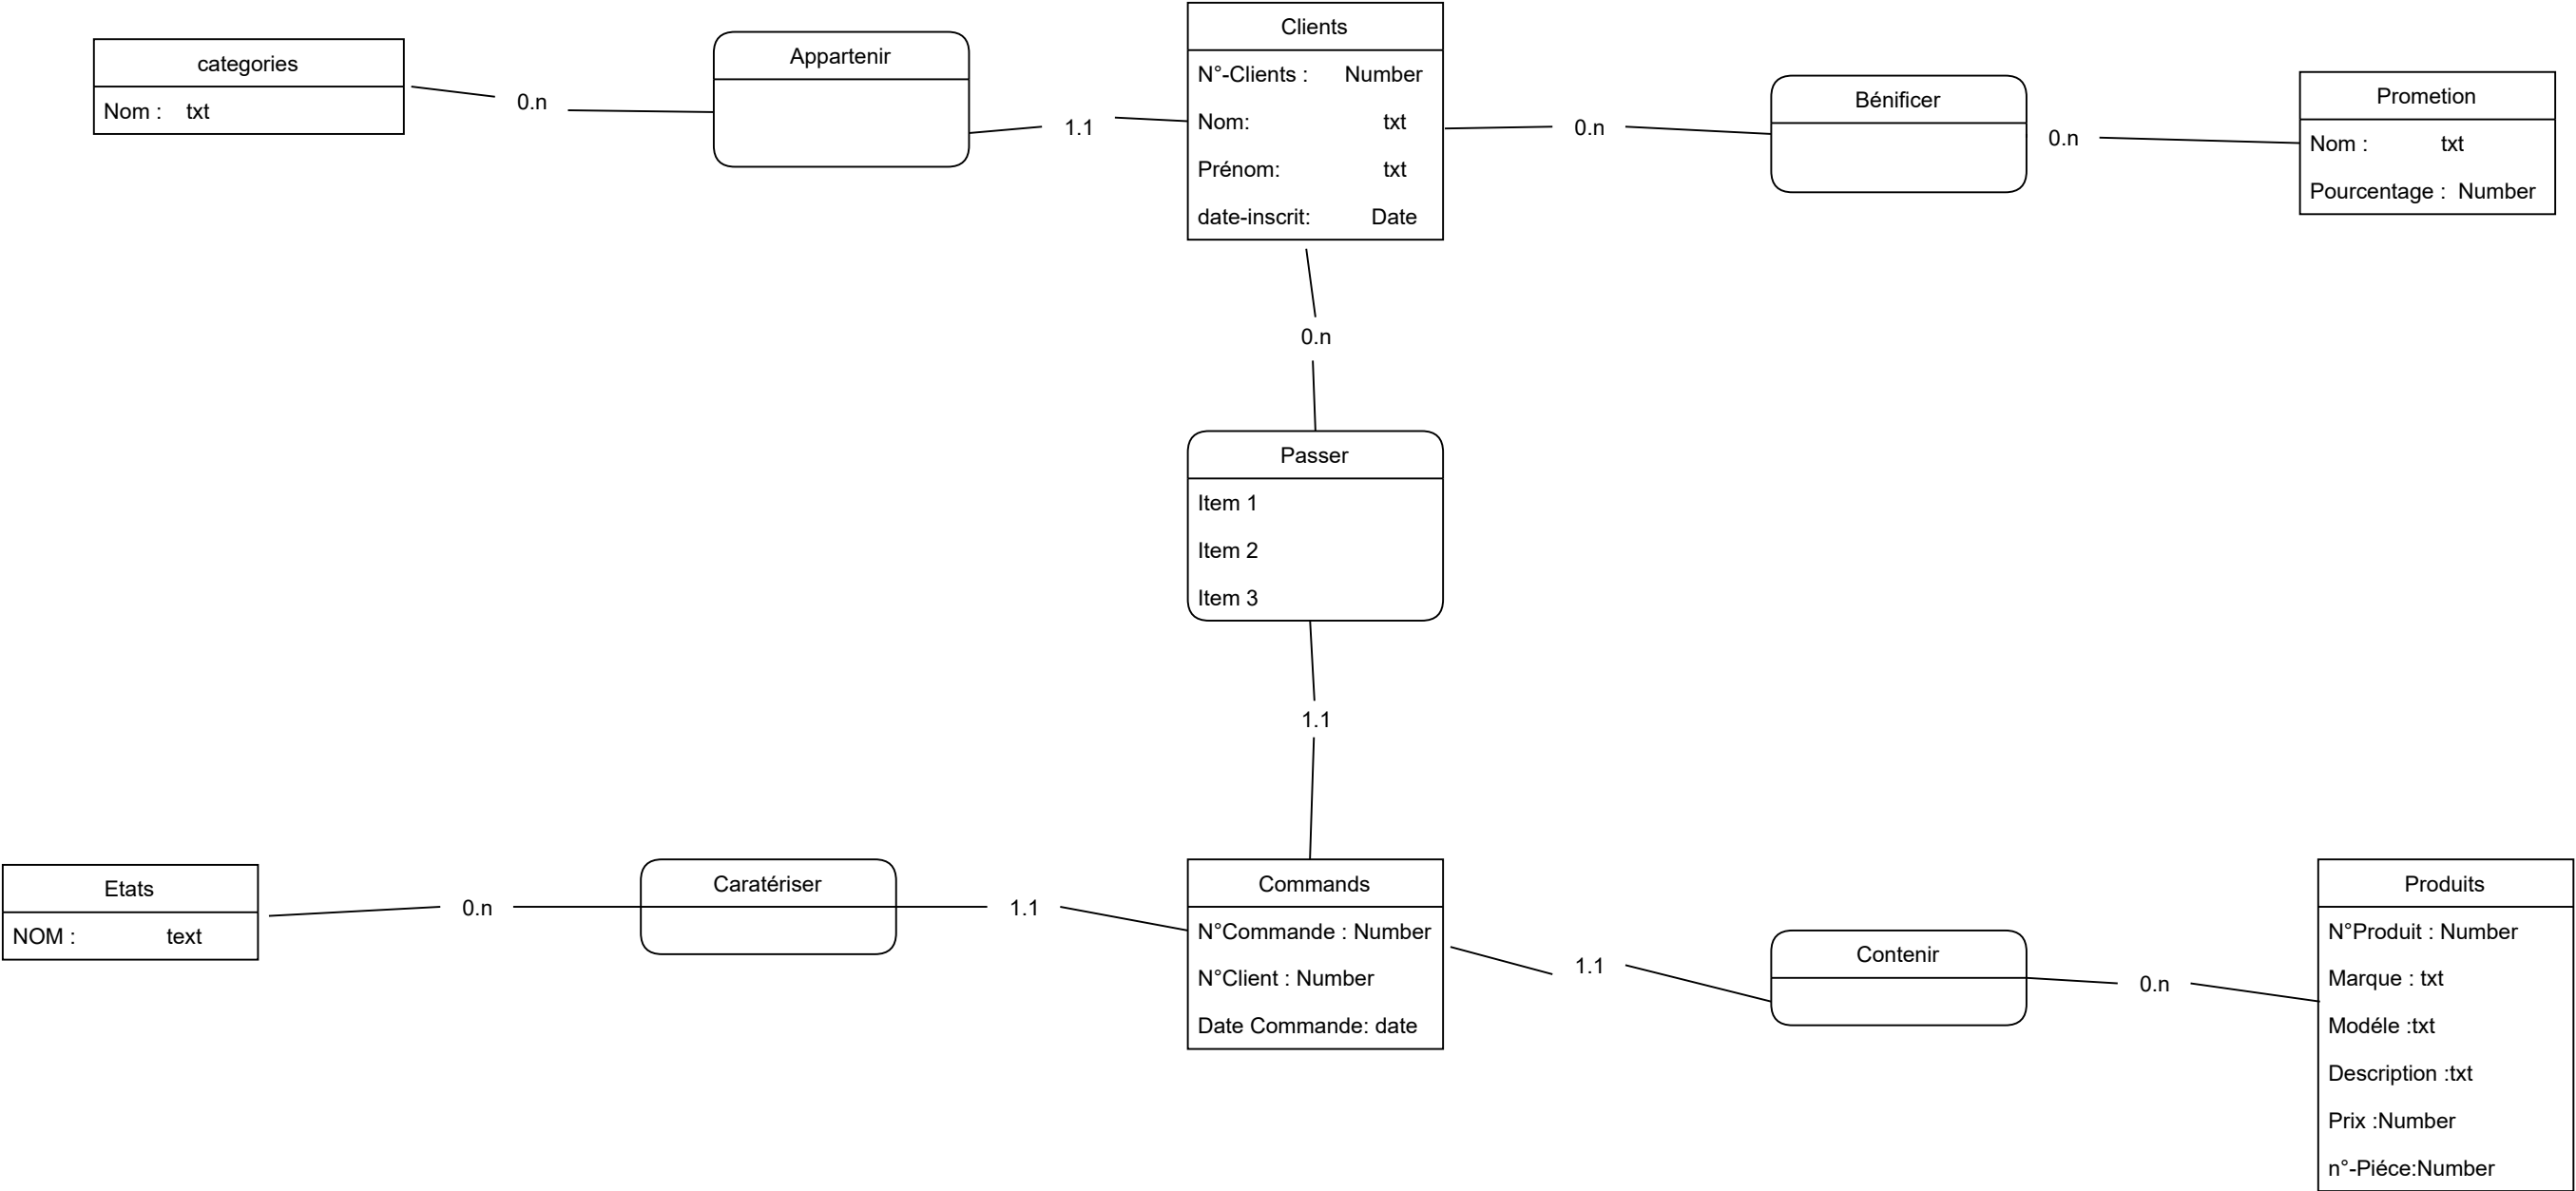 Clients
N°-Clients : Number
Nom: txt
Prénom: txt
date-inscrit: Date
categories
Nom : txt
0.n
Appartenir
1.1
0.n
Bénificer
0.n
Prometion
Nom : txt
Pourcentage : Number
0.n
Passer
Item 1
Item 2
Item 3
1.1
Etats
NOM : text
0.n
Caratériser
1.1
Commands
N°Commande : Number
N°Client : Number
Date Commande: date
1.1
Contenir
0.n
Produits
N°Produit : Number
Marque : txt
Modéle :txt
Description :txt
Prix :Number
n°-Piéce:Number